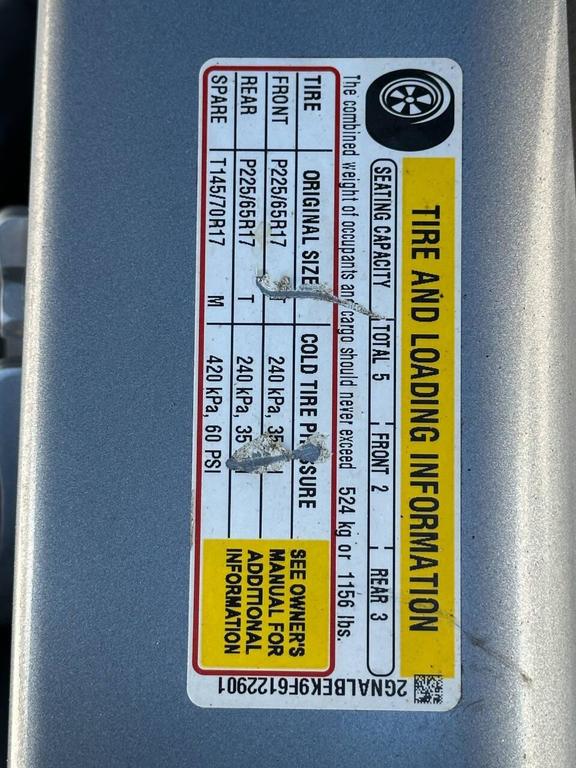 TIRE AND LOADING INFORMATION
SEATING CAPACITY TOTAL 5 FRONT 2 REAR 3
The combined weight of occupants and cargo should never exceed 524 kg or 1156 lbs.
TIRE ORIGINAL SIZE COLD TIRE PRESSURE
FRONT P225/65R17 240 kPa, 35
REAR P225/65R17 T 240 kPa, 35
SPARE T145/70R17 M 420 kPa, 60 PSI
SEE OWNER'S
MANUAL FOR
ADDITIONAL
INFORMATION
2GNALBEK9F6122901